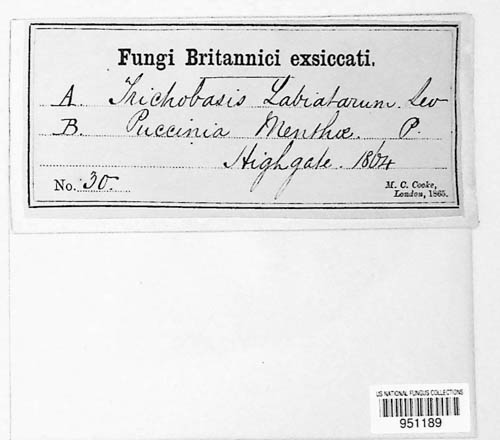 Fungi Britannici exsiccati.
A. Trichobasis Labiatarum. Lev
B. Puccinia Menthæ. P.
Highgate. 1864
No. 30.
M. C. Cooke,
London, 1865.
US NATIONAL FUNGUS COLLECTIONS
951189